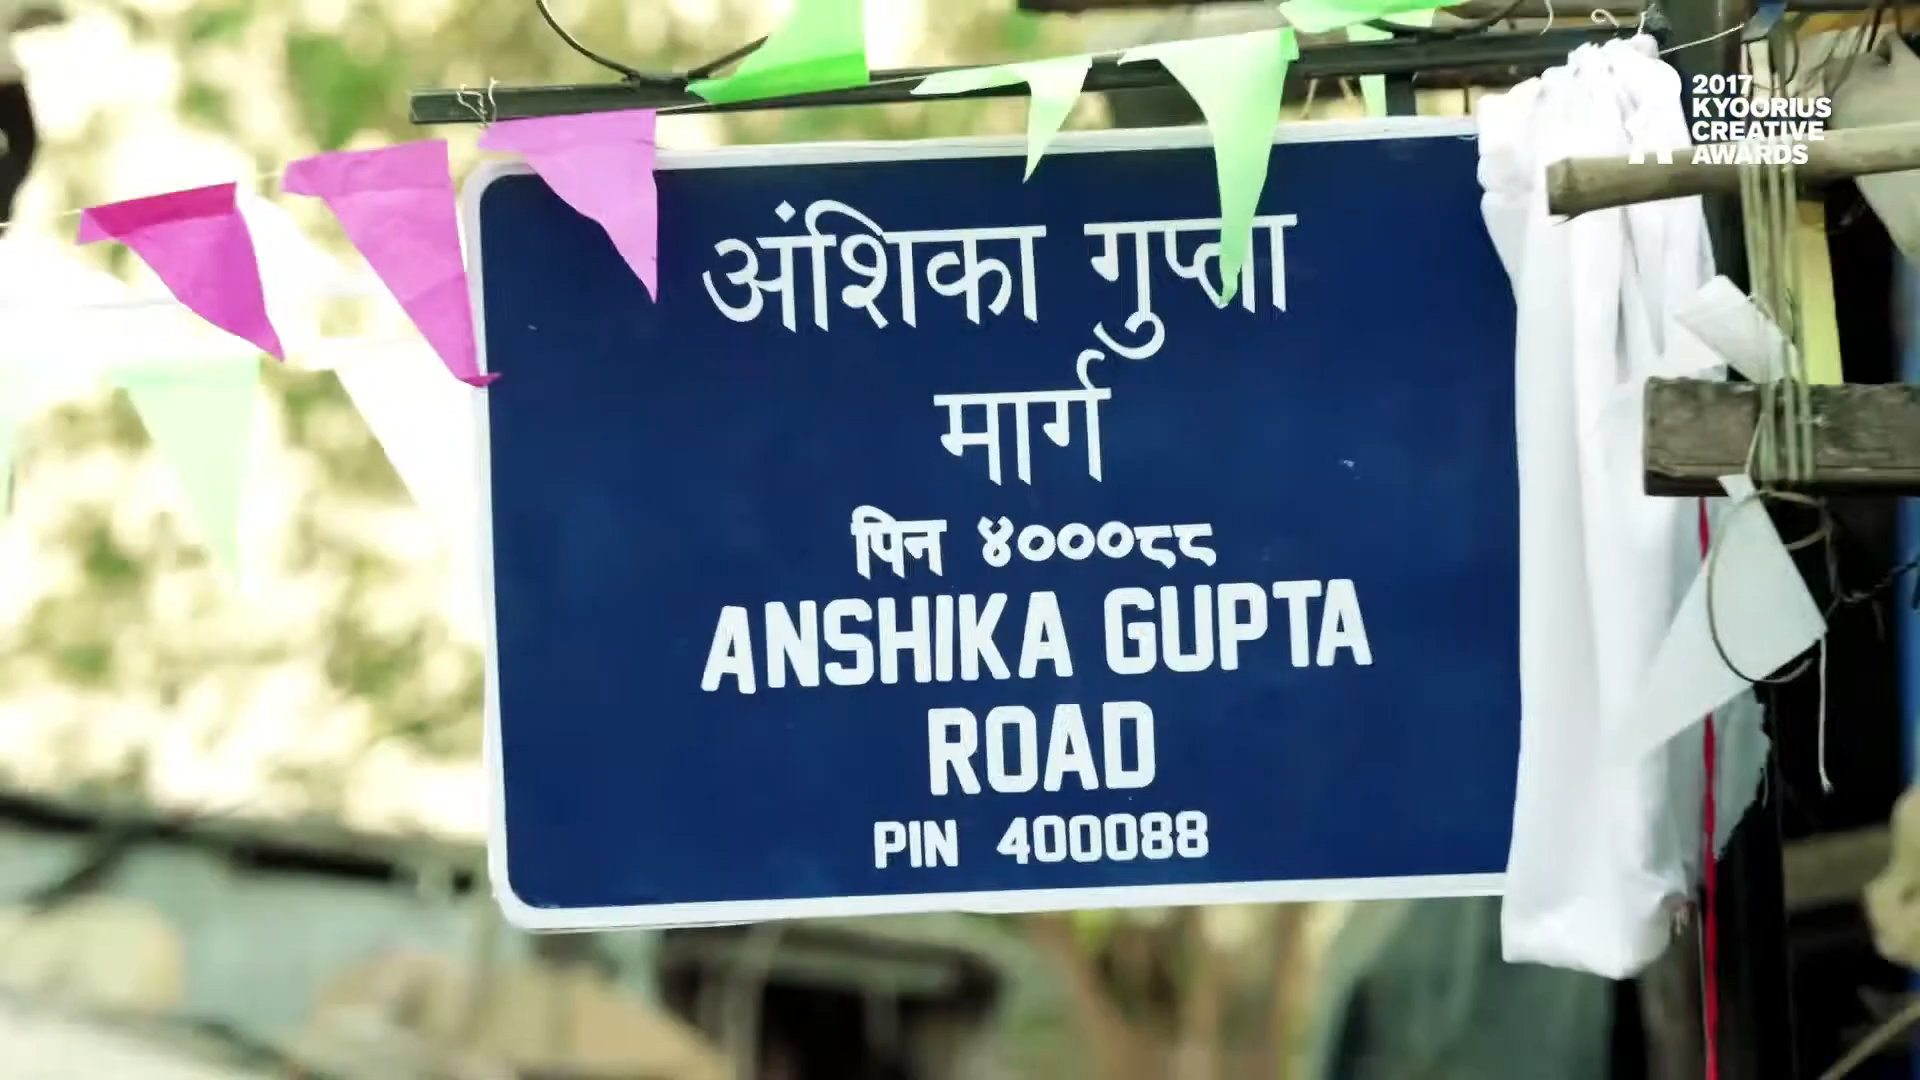 2017
KYOORIUS
CREATIVE
AWARDS
अंशिका गुप्ता
मार्ग
पिन ४०००८८
ANSHIKA GUPTA
ROAD
PIN 400088